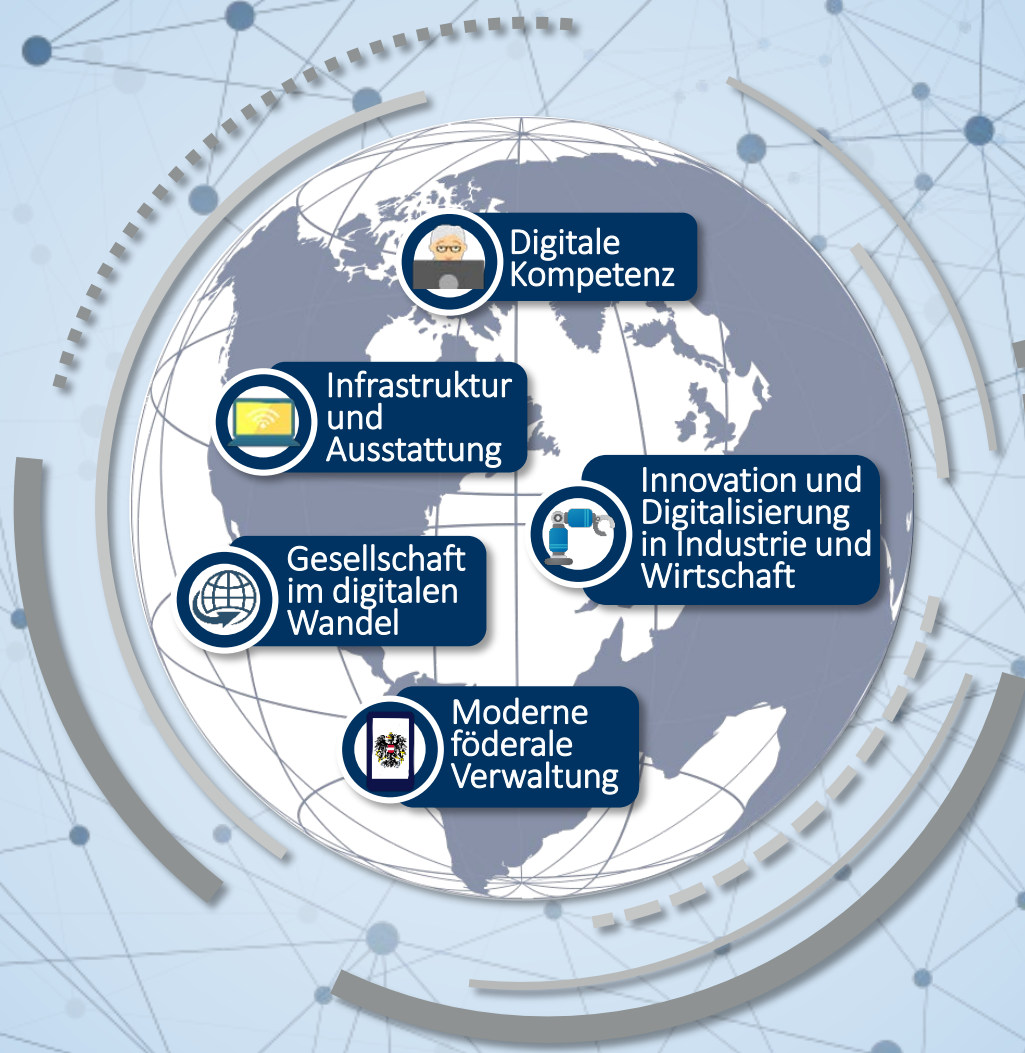 Digitale
Kompetenz
Infrastruktur
und
Ausstattung
Innovation und
Digitalisierung
in Industrie und
Wirtschaft
Gesellschaft
im digitalen
Wandel
Moderne
föderale
Verwaltung